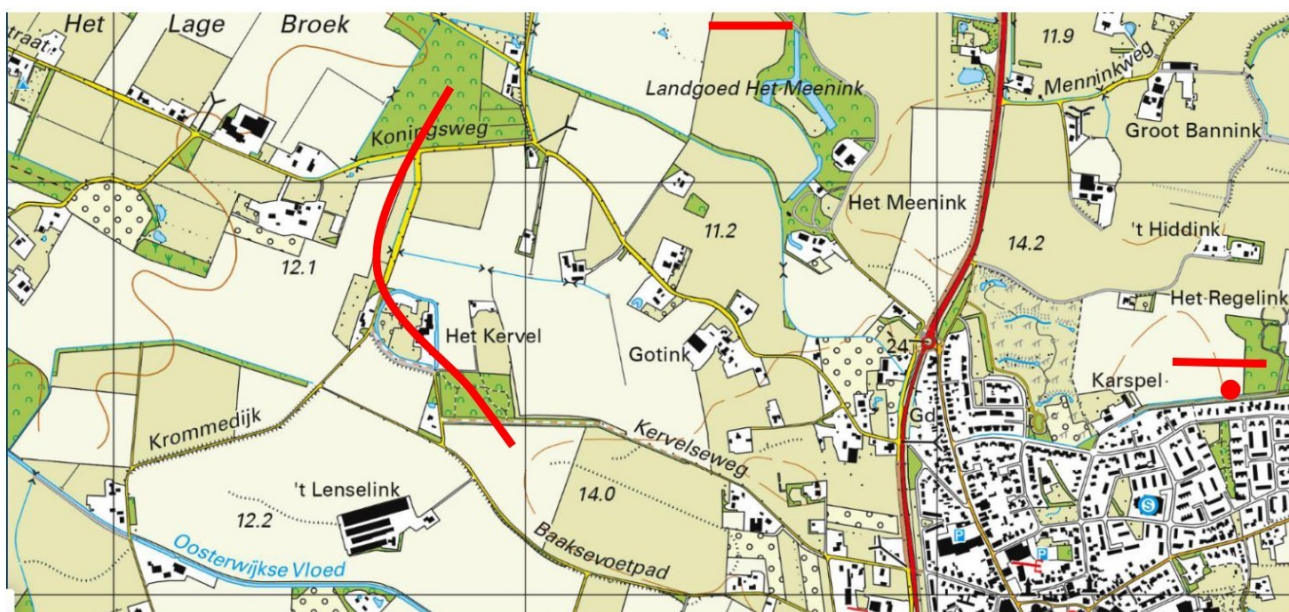 Het Lage Broek
straat
11.9
Menninkweg
Landgoed Het Meenink
Groot Bannink
Koningsweg
Het Meenink
11.2
14.2
't Hiddink
12.1
Het Regelink
Het Kervel
Gotink
24
Karspel
Gd
Krommedijk
Kervelseweg
't Lenselink
14.0
12.2
S
Oosterwijkse Vloed
Baaksevoetpad
P
P